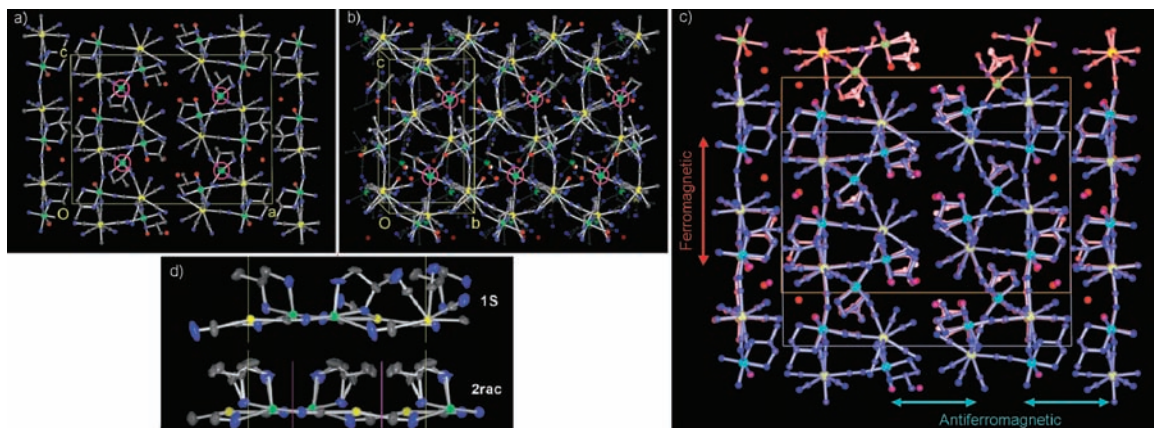 a)
c
O
a
b)
c
O
b
c)
Ferromagnetic
Antiferromagnetic
d)
1S
2rac